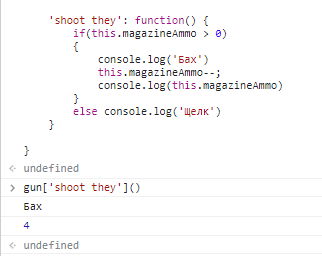 'shoot they': function() {
if(this.magazineAmmo > 0)
{
console.log('Бах')
this.magazineAmmo--;
console.log(this.magazineAmmo)
}
else console.log('Щелк')
}
}
undefined
gun['shoot they']()
Бах
4
undefined